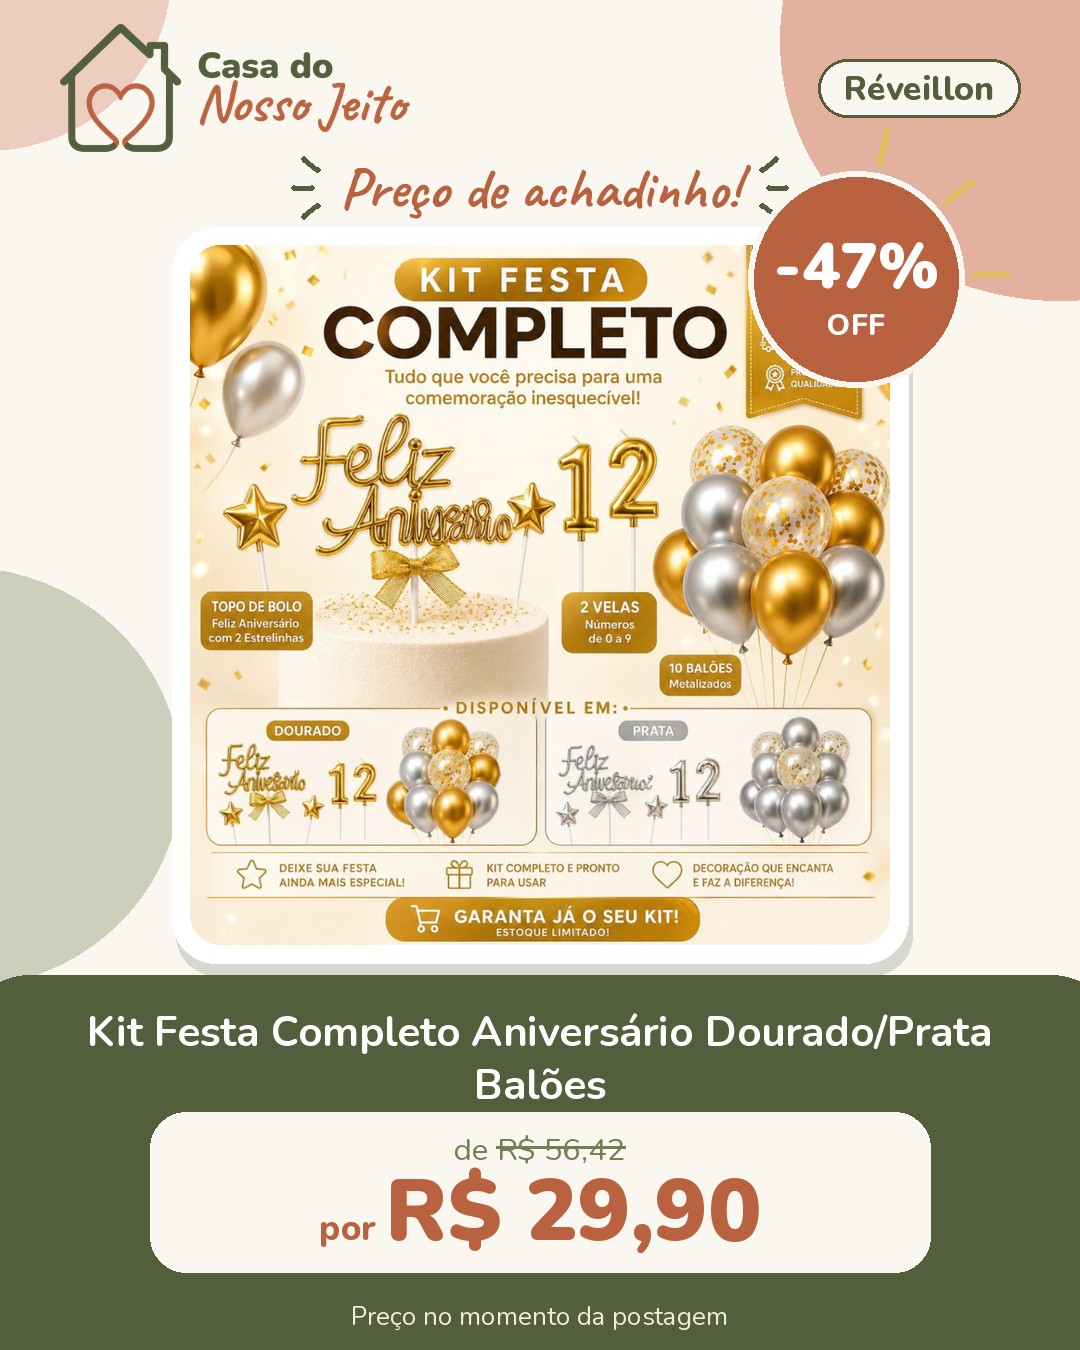 Casa do
Nosso Jeito
Réveillon
Preço de achadinho!
-47%
OFF
KIT FESTA
COMPLETO
Tudo que você precisa para uma
comemoração inesquecível!
Feliz
Aniversário
12
TOPO DE BOLO
Feliz Aniversário
com 2 Estrelinhas
2 VELAS
Números
de 0 a 9
10 BALÕES
Metalizados
• DISPONÍVEL EM: •
DOURADO
Feliz
Aniversário
12
PRATA
Feliz
Aniversário
12
DEIXE SUA FESTA
AINDA MAIS ESPECIAL!
KIT COMPLETO E PRONTO
PARA USAR
DECORAÇÃO QUE ENCANTA
E FAZ A DIFERENÇA!
GARANTA JÁ O SEU KIT!
ESTOQUE LIMITADO!
Kit Festa Completo Aniversário Dourado/Prata
Balões
de R$ 56,42
por R$ 29,90
Preço no momento da postagem